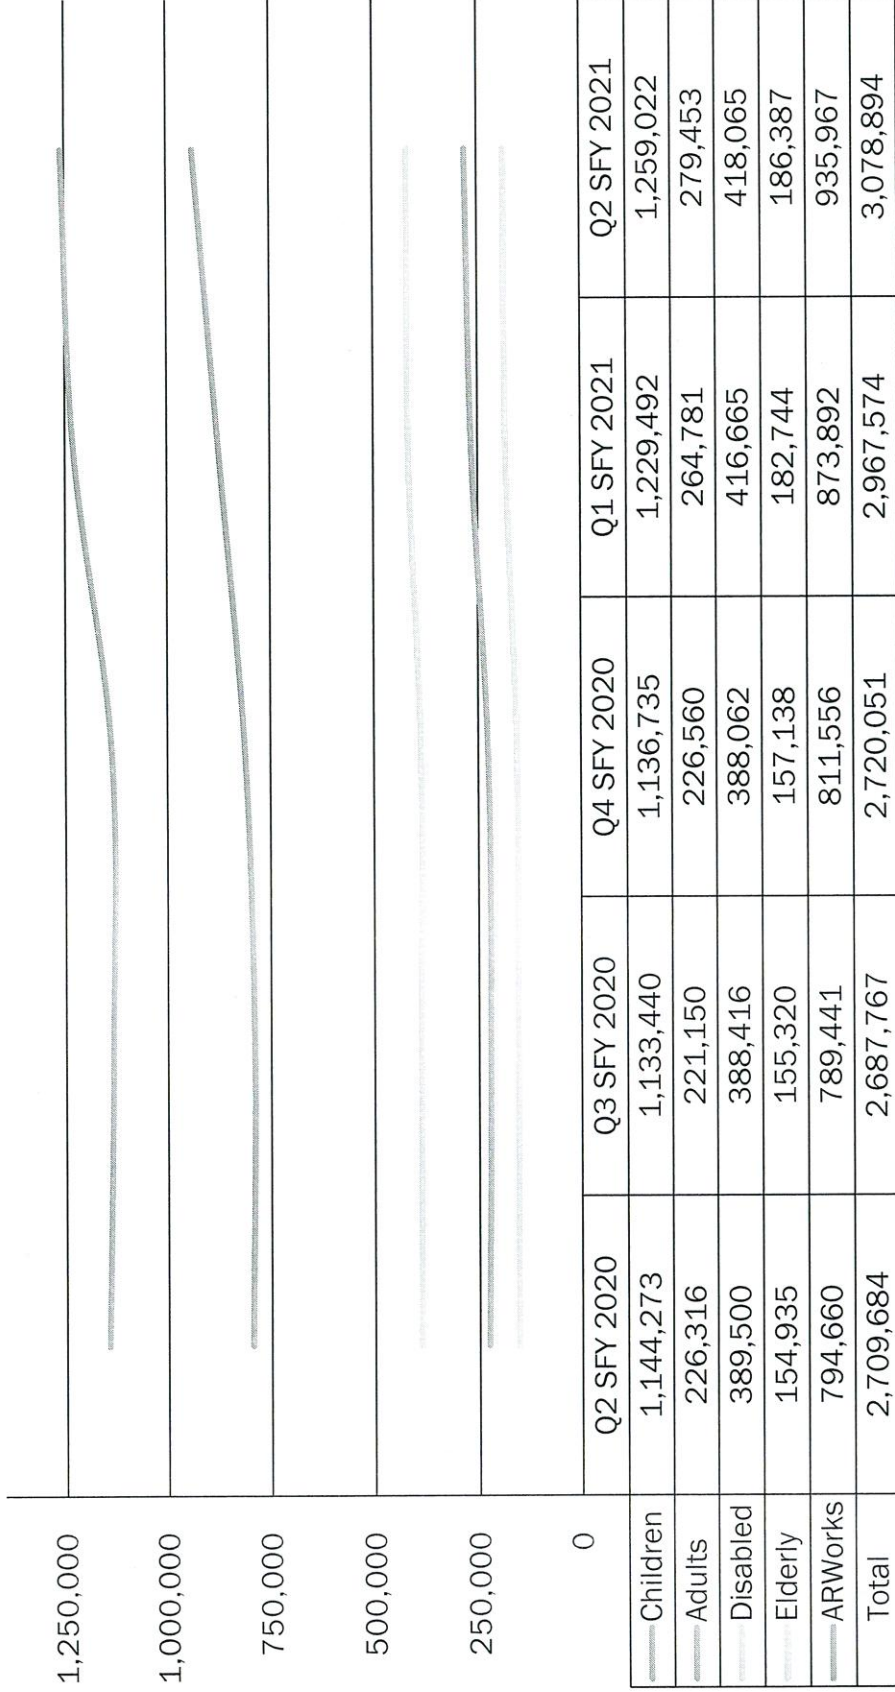 1,250,000
1,000,000
750,000
500,000
250,000
0
Q2 SFY 2020 Q3 SFY 2020 Q4 SFY 2020 Q1 SFY 2021 Q2 SFY 2021
Children 1,144,273 1,133,440 1,136,735 1,229,492 1,259,022
Adults 226,316 221,150 226,560 264,781 279,453
Disabled 389,500 388,416 388,062 416,665 418,065
Elderly 154,935 155,320 157,138 182,744 186,387
ARWorks 794,660 789,441 811,556 873,892 935,967
Total 2,709,684 2,687,767 2,720,051 2,967,574 3,078,894